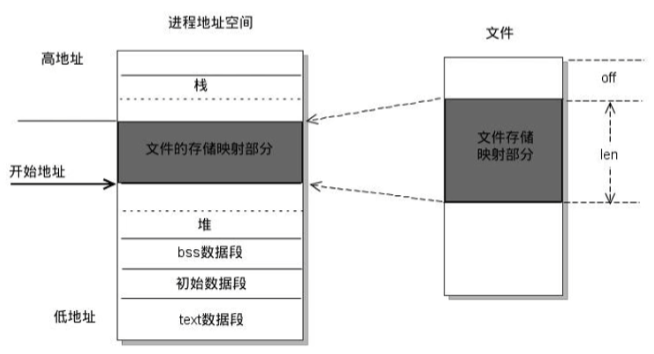 进程地址空间
文件
高地址
栈
off
文件的存储映射部分
文件存储
映射部分
len
开始地址
堆
bss数据段
初始数据段
低地址
text数据段